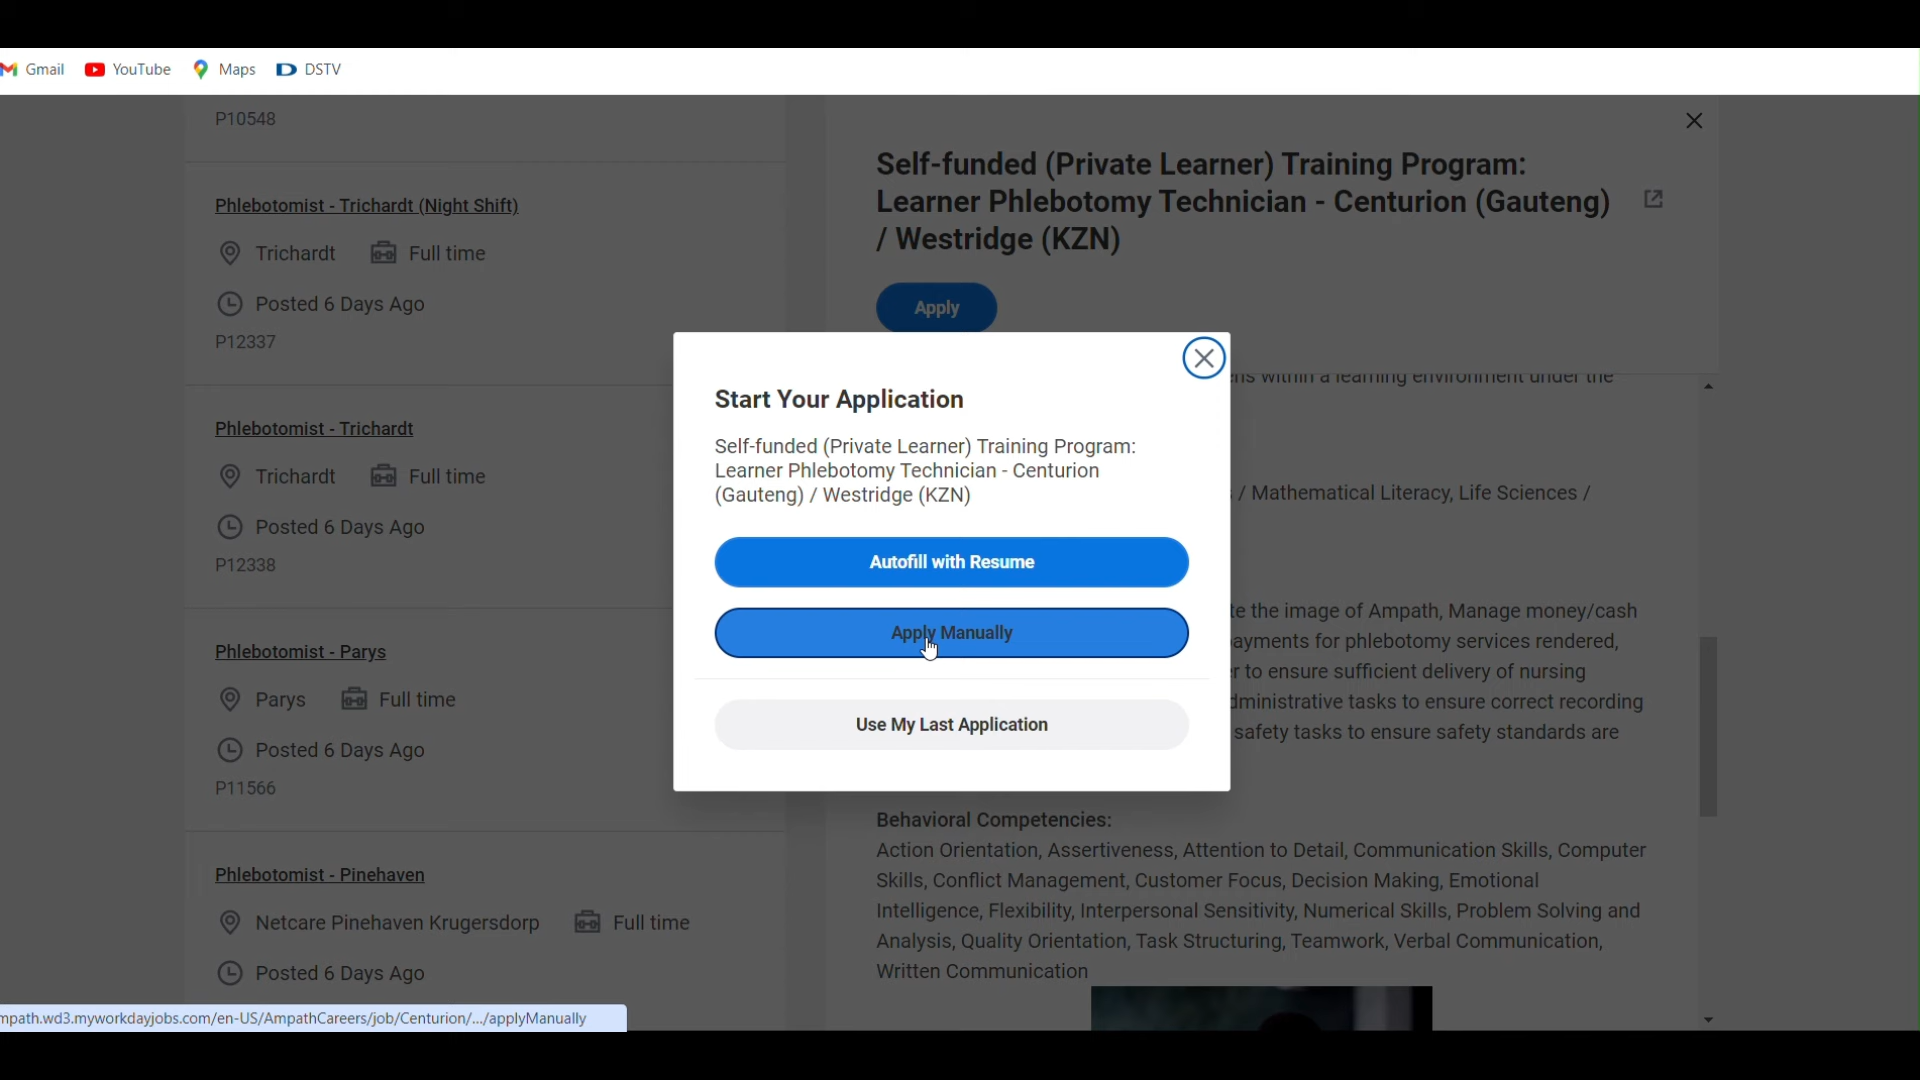 Gmail
YouTube
Maps
DSTV
P10548
Phlebotomist - Trichardt (Night Shift)
Trichardt
Full time
Posted 6 Days Ago
P12337
Phlebotomist - Trichardt
Trichardt
Full time
Posted 6 Days Ago
P12338
Phlebotomist - Parys
Parys
Full time
Posted 6 Days Ago
P11566
Phlebotomist - Pinehaven
Netcare Pinehaven Krugersdorp
Full time
Posted 6 Days Ago
mpath.wd3.myworkdayjobs.com/en-US/AmpathCareers/job/Centurion/.../applyManually
Self-funded (Private Learner) Training Program:
Learner Phlebotomy Technician - Centurion (Gauteng)
/ Westridge (KZN)
Apply
within a learning environment under the
/ Mathematical Literacy, Life Sciences /
the image of Ampath, Manage money/cash
payments for phlebotomy services rendered,
to ensure sufficient delivery of nursing
administrative tasks to ensure correct recording
safety tasks to ensure safety standards are
Behavioral Competencies:
Action Orientation, Assertiveness, Attention to Detail, Communication Skills, Computer
Skills, Conflict Management, Customer Focus, Decision Making, Emotional
Intelligence, Flexibility, Interpersonal Sensitivity, Numerical Skills, Problem Solving and
Analysis, Quality Orientation, Task Structuring, Teamwork, Verbal Communication,
Written Communication
Start Your Application
Self-funded (Private Learner) Training Program:
Learner Phlebotomy Technician - Centurion
(Gauteng) / Westridge (KZN)
Autofill with Resume
Apply Manually
Use My Last Application